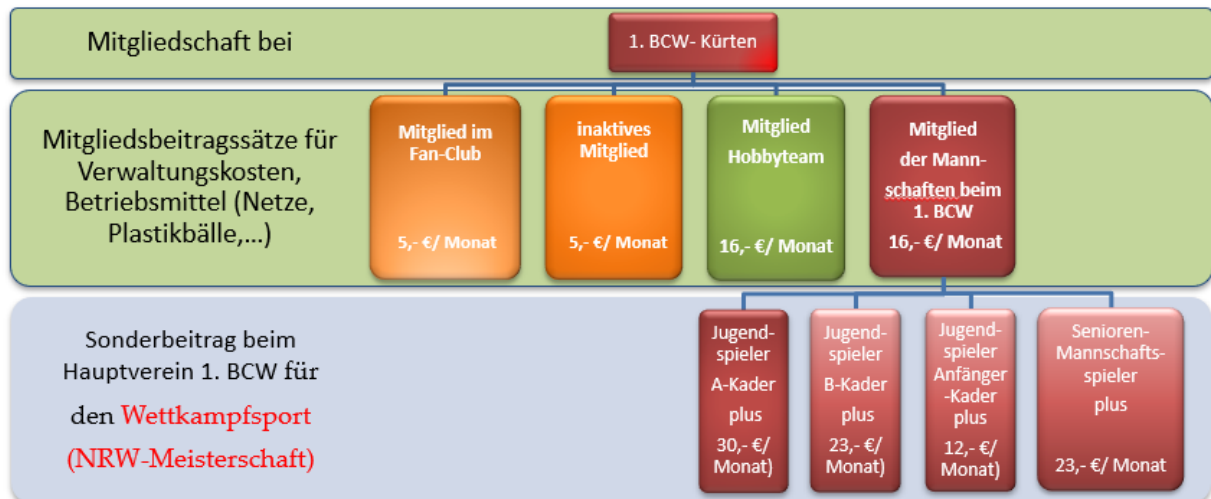 Mitgliedschaft bei
1. BCW- Kürten
Mitgliedsbeitragssätze für
Verwaltungskosten,
Betriebsmittel (Netze,
Plastikbälle,...)
Mitglied im
Fan-Club
5,- €/ Monat
inaktives
Mitglied
5,- €/ Monat
Mitglied
Hobbyteam
16,- €/ Monat
Mitglied
der Mann-
schaften beim
1. BCW
16,- €/ Monat
Sonderbeitrag beim
Hauptverein 1. BCW für
den Wettkampfsport
(NRW-Meisterschaft)
Jugend-
spieler
A-Kader
plus
30,- €/
Monat)
Jugend-
spieler
B-Kader
plus
23,- €/
Monat)
Jugend-
spieler
Anfänger
-Kader
plus
12,- €/
Monat)
Senioren-
Mannschafts-
spieler
plus
23,- €/ Monat